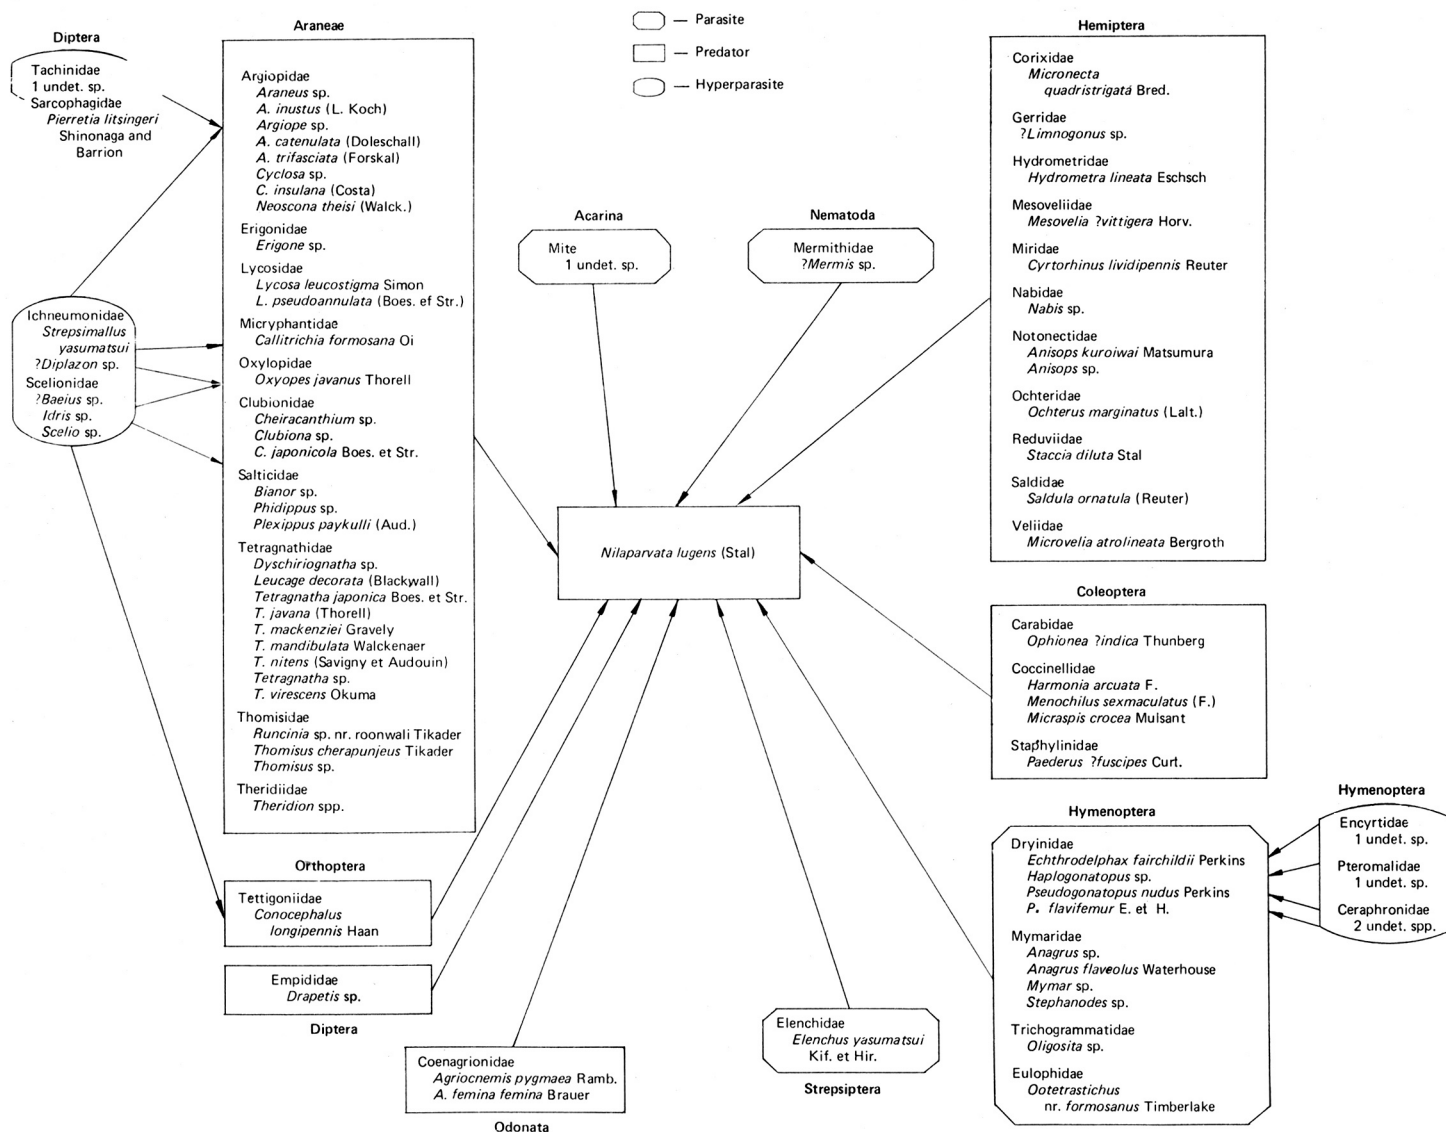 — Parasite
— Predator
— Hyperparasite
Diptera
Tachinidae
1 undet. sp.
Sarcophagidae
Pierretia litsingeri
Shinonaga and
Barrion
Ichneumonidae
Strepsimallus
yasumatsui
?Diplazon sp.
Scelionidae
?Baeius sp.
Idris sp.
Scelio sp.
Araneae
Argiopidae
Araneus sp.
A. inustus (L. Koch)
Argiope sp.
A. catenulata (Doleschall)
A. trifasciata (Forskal)
Cyclosa sp.
C. insulana (Costa)
Neoscona theisi (Walck.)
Erigonidae
Erigone sp.
Lycosidae
Lycosa leucostigma Simon
L. pseudoannulata (Boes. ef Str.)
Micryphantidae
Callitrichia formosana Oi
Oxylopidae
Oxyopes javanus Thorell
Clubionidae
Cheiracanthium sp.
Clubiona sp.
C. japonicola Boes. et Str.
Salticidae
Bianor sp.
Phidippus sp.
Plexippus paykulli (Aud.)
Tetragnathidae
Dyschiriognatha sp.
Leucage decorata (Blackwall)
Tetragnatha japonica Boes. et Str.
T. javana (Thorell)
T. mackenziei Gravely
T. mandibulata Walckenaer
T. nitens (Savigny et Audouin)
Tetragnatha sp.
T. virescens Okuma
Thomisidae
Runcinia sp. nr. roonwali Tikader
Thomisus cherapunjeus Tikader
Thomisus sp.
Theridiidae
Theridion spp.
Orthoptera
Tettigoniidae
Conocephalus
longipennis Haan
Empididae
Drapetis sp.
Diptera
Coenagrionidae
Agriocnemis pygmaea Ramb.
A. femina femina Brauer
Odonata
Acarina
Mite
1 undet. sp.
Nematoda
Mermithidae
?Mermis sp.
Nilaparvata lugens (Stal)
Elenchidae
Elenchus yasumatsui
Kif. et Hir.
Strepsiptera
Hemiptera
Corixidae
Micronecta
quadristrigatá Bred.
Gerridae
?Limnogonus sp.
Hydrometridae
Hydrometra lineata Eschsch
Mesoveliidae
Mesovelia ?vittigera Horv.
Miridae
Cyrtorhinus lividipennis Reuter
Nabidae
Nabis sp.
Notonectidae
Anisops kuroiwai Matsumura
Anisops sp.
Ochteridae
Ochterus marginatus (Lalt.)
Reduviidae
Staccia diluta Stal
Saldidae
Saldula ornatula (Reuter)
Veliidae
Microvelia atrolineata Bergroth
Coleoptera
Carabidae
Ophionea ?indica Thunberg
Coccinellidae
Harmonia arcuata F.
Menochilus sexmaculatus (F.)
Micraspis crocea Mulsant
Staphylinidae
Paederus ?fuscipes Curt.
Hymenoptera
Dryinidae
Echthrodelphax fairchildii Perkins
Haplogonatopus sp.
Pseudogonatopus nudus Perkins
P. flavifemur E. et H.
Mymaridae
Anagrus sp.
Anagrus flaveolus Waterhouse
Mymar sp.
Stephanodes sp.
Trichogrammatidae
Oligosita sp.
Eulophidae
Ootetrastichus
nr. formosanus Timberlake
Hymenoptera
Encyrtidae
1 undet. sp.
Pteromalidae
1 undet. sp.
Ceraphronidae
2 undet. spp.